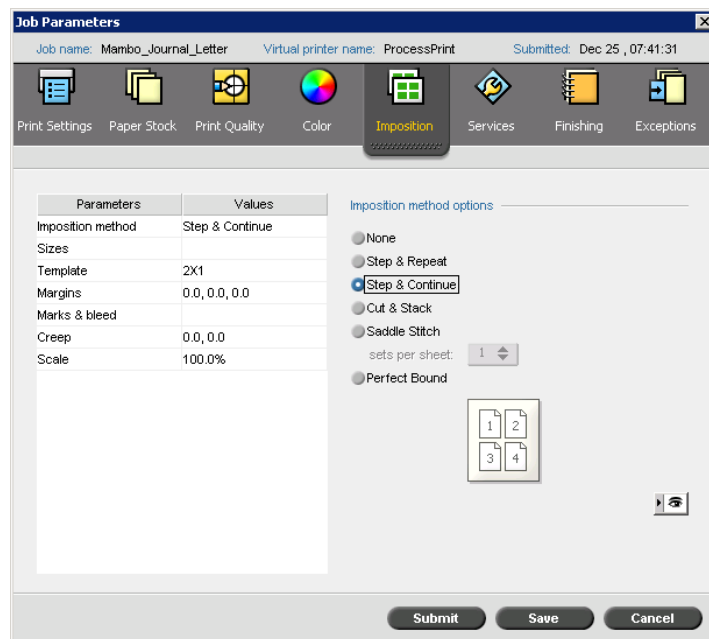 Job Parameters
Job name: Mambo_Journal_Letter Virtual printer name: ProcessPrint Submitted: Dec 25 , 07:41:31
Print Settings Paper Stock Print Quality Color Imposition Services Finishing Exceptions
Parameters Values
Imposition method Step & Continue
Sizes
Template 2X1
Margins 0.0, 0.0, 0.0
Marks & bleed
Creep 0.0, 0.0
Scale 100.0%
Imposition method options
None
Step & Repeat
Step & Continue
Cut & Stack
Saddle Stitch
sets per sheet: 1
Perfect Bound
1 2
3 4
Submit Save Cancel